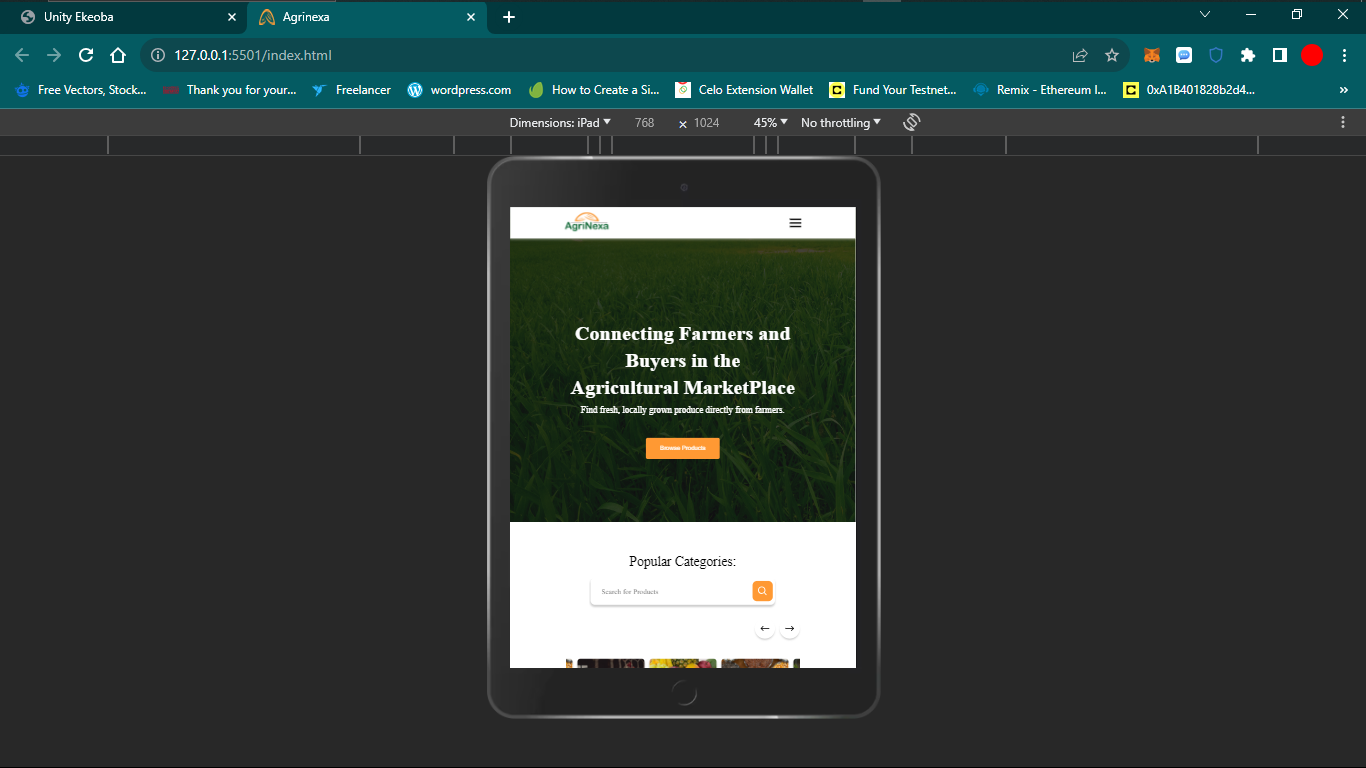 Unity Ekeoba
Agrinexa
127.0.0.1:5501/index.html
Free Vectors, Stock...
Thank you for your...
Freelancer
wordpress.com
How to Create a Si...
Celo Extension Wallet
Fund Your Testnet...
Remix - Ethereum I...
0xA1B401828b2d4...
»
Dimensions: iPad 768 × 1024 45% No throttling
AgriNexa
Connecting Farmers and
Buyers in the
Agricultural MarketPlace
Find fresh, locally grown produce directly from farmers.
Browse Products
Popular Categories:
Search for Products